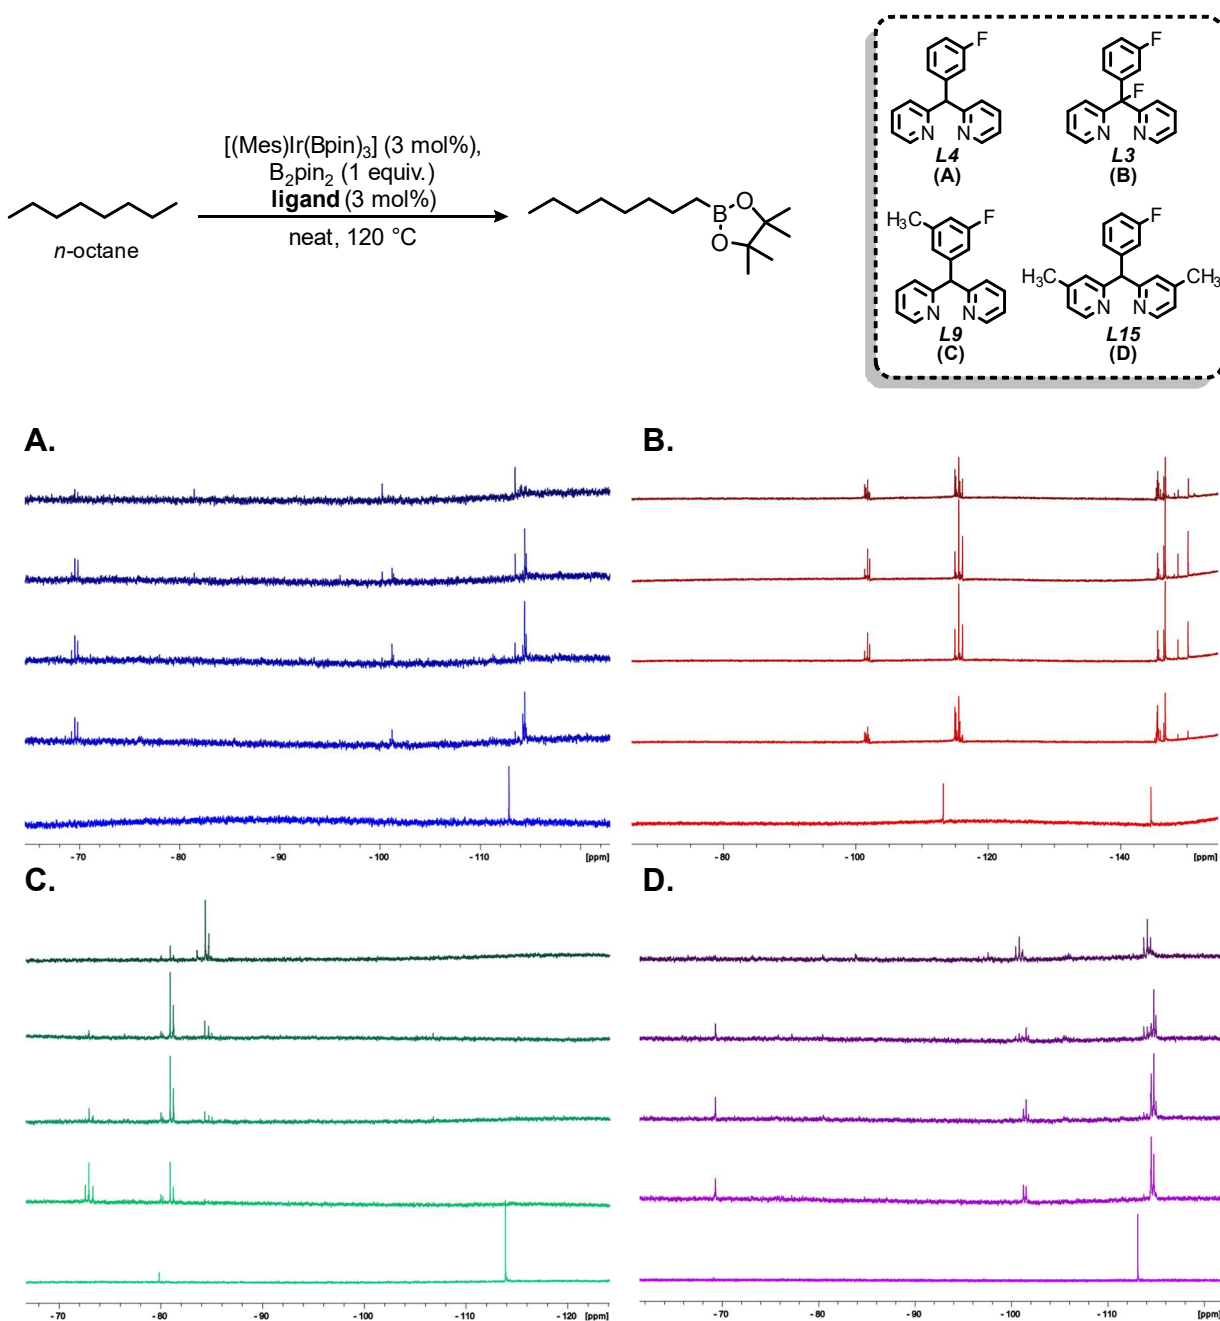 [(Mes)Ir(Bpin)₃] (3 mol%),
B₂pin₂ (1 equiv.)
ligand (3 mol%)
neat, 120 °C
n-octane
B
O
O
F
N
N
L4
(A)
F
F
N
N
L3
(B)
H₃C
F
N
N
L9
(C)
F
H₃C
CH₃
N
N
L15
(D)
A.
-70 -80 -90 -100 -110 [ppm]
B.
-80 -100 -120 -140 [ppm]
C.
-70 -80 -90 -100 -110 -120 [ppm]
D.
-70 -80 -90 -100 -110 [ppm]